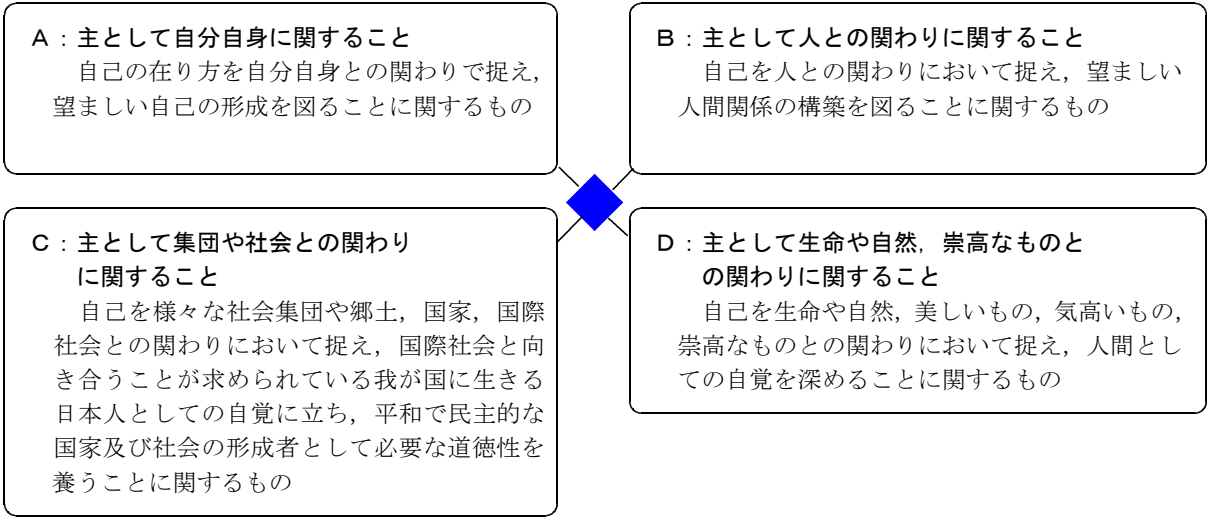 A：主として自分自身に関すること
自己の在り方を自分自身との関わりで捉え，
望ましい自己の形成を図ることに関するもの
B：主として人との関わりに関すること
自己を人との関わりにおいて捉え，望ましい
人間関係の構築を図ることに関するもの
C：主として集団や社会との関わり
に関すること
自己を様々な社会集団や郷土，国家，国際
社会との関わりにおいて捉え，国際社会と向
き合うことが求められている我が国に生きる
日本人としての自覚に立ち，平和で民主的な
国家及び社会の形成者として必要な道徳性を
養うことに関するもの
D：主として生命や自然，崇高なものと
の関わりに関すること
自己を生命や自然，美しいもの，気高いもの，
崇高なものとの関わりにおいて捉え，人間とし
ての自覚を深めることに関するもの